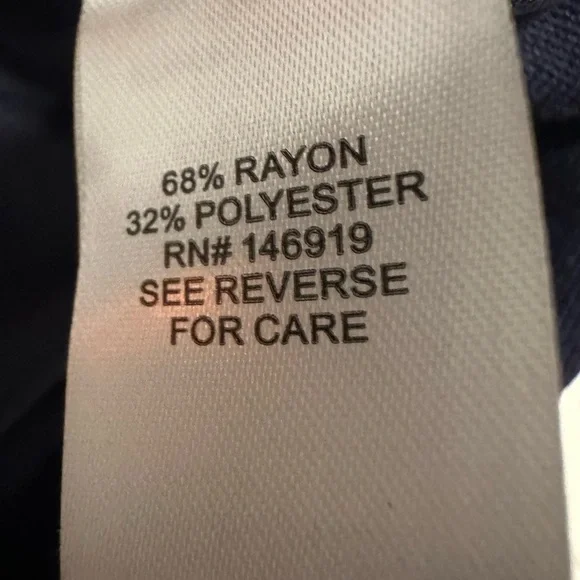 68% RAYON
32% POLYESTER
RN# 146919
SEE REVERSE
FOR CARE